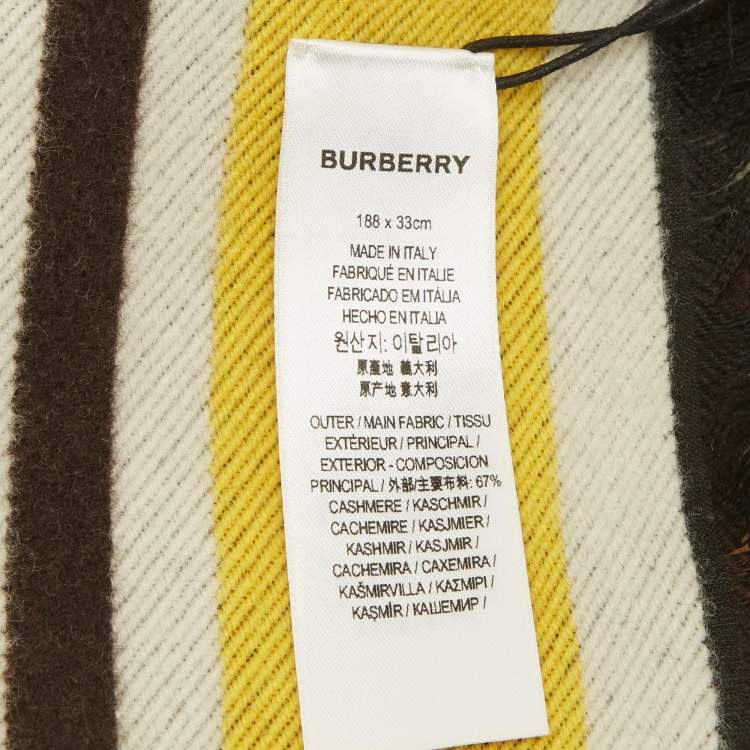 BURBERRY
188 x 33cm
MADE IN ITALY
FABRIQUÉ EN ITALIE
FABRICADO EM ITÁLIA
HECHO EN ITALIA
원산지: 이탈리아
原產地 義大利
原产地 意大利
OUTER / MAIN FABRIC / TISSU
EXTÉRIEUR / PRINCIPAL /
EXTERIOR - COMPOSICION
PRINCIPAL / 外部/主要布料: 67%
CASHMERE / KASCHMIR /
CACHEMIRE / KASJMIER /
KASHMIR / KASJMIR /
CACHEMIRA / CAXEMIRA /
KAŠMIRVILLA / ΚΑΣΜΙΡΙ /
KAŞMİR / КАШЕМИР /